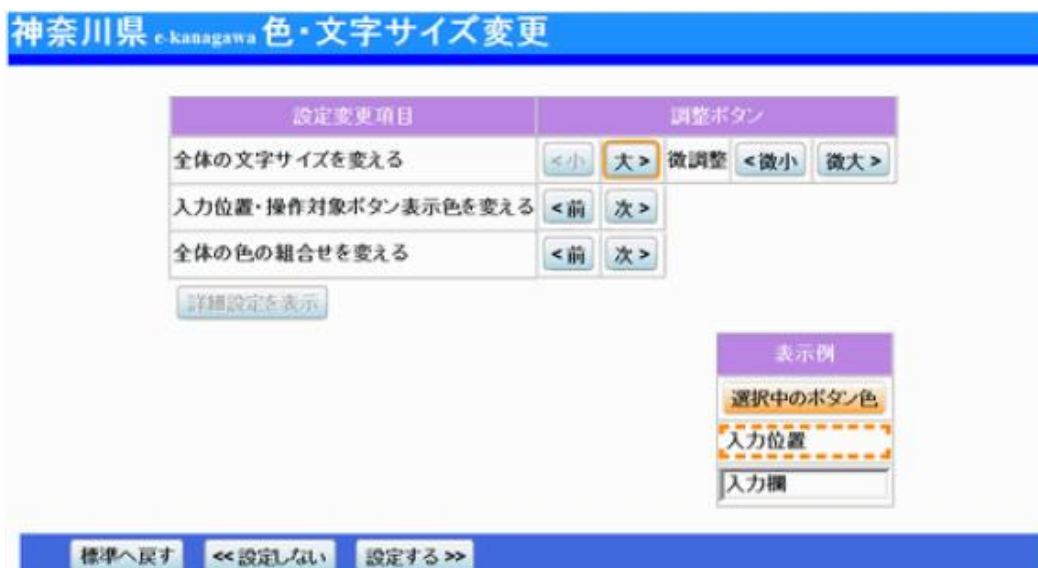 神奈川県 e-kanagawa 色・文字サイズ変更
設定変更項目 調整ボタン
全体の文字サイズを変える <小 大> 微調整 <微小 微大>
入力位置・操作対象ボタン表示色を変える <前 次>
全体の色の組合せを変える <前 次>
詳細設定を表示
表示例
選択中のボタン色
入力位置
入力欄
標準へ戻す <<設定しない 設定する>>